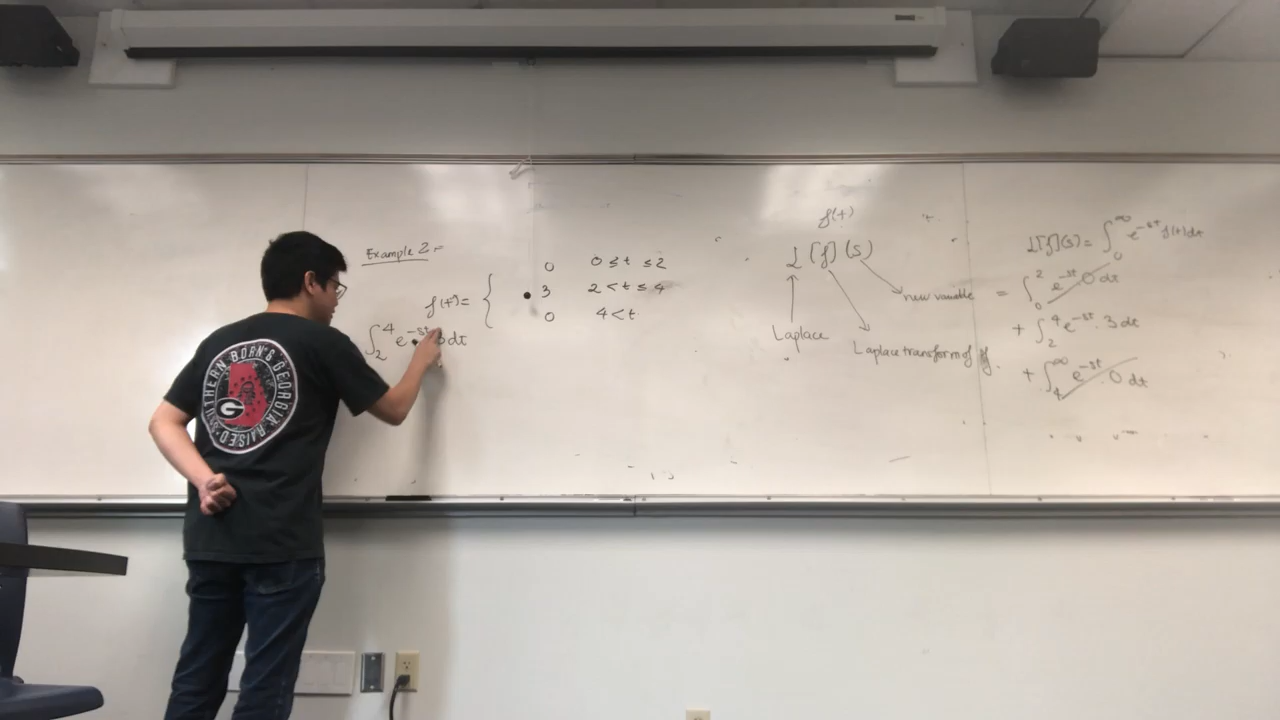 Example 2 :-
f(t) = {
0 0 ≤ t ≤ 2
3 2 < t ≤ 4
0 4 < t
∫₂⁴ e⁻ˢᵗ 3 dt
f(t)
L [f] (s)
new variable
Laplace
Laplace transform of f.
L[f](s) = ∫₀^∞ e⁻ˢᵗ f(t) dt
= ∫₀² e⁻ˢᵗ 0 dt
+ ∫₂⁴ e⁻ˢᵗ . 3 dt
+ ∫₄^∞ e⁻ˢᵗ . 0 dt
SOUTHERN BORN & GEORGIA RAISED
G